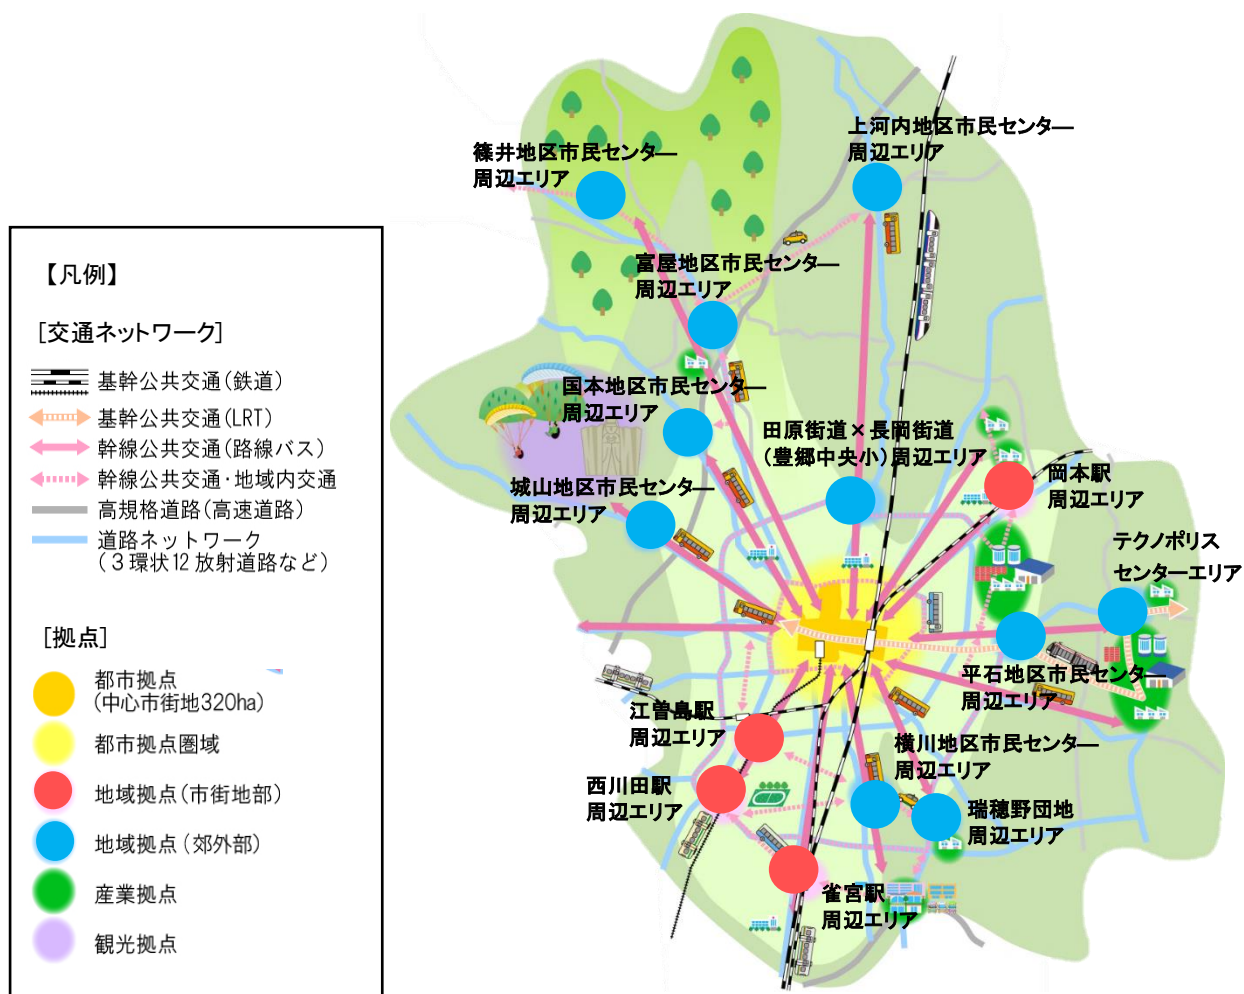 【凡例】
[交通ネットワーク]
基幹公共交通(鉄道)
基幹公共交通(LRT)
幹線公共交通(路線バス)
幹線公共交通・地域内交通
高規格道路(高速道路)
道路ネットワーク
(3環状12放射道路など)
[拠点]
都市拠点
(中心市街地320ha)
都市拠点圏域
地域拠点(市街地部)
地域拠点(郊外部)
産業拠点
観光拠点
上河内地区市民センター
周辺エリア
篠井地区市民センター
周辺エリア
富屋地区市民センター
周辺エリア
国本地区市民センター
周辺エリア
田原街道×長岡街道
(豊郷中央小)周辺エリア
岡本駅
周辺エリア
城山地区市民センター
周辺エリア
テクノポリス
センターエリア
平石地区市民センター
周辺エリア
江曽島駅
周辺エリア
横川地区市民センター
周辺エリア
西川田駅
周辺エリア
瑞穂野団地
周辺エリア
雀宮駅
周辺エリア